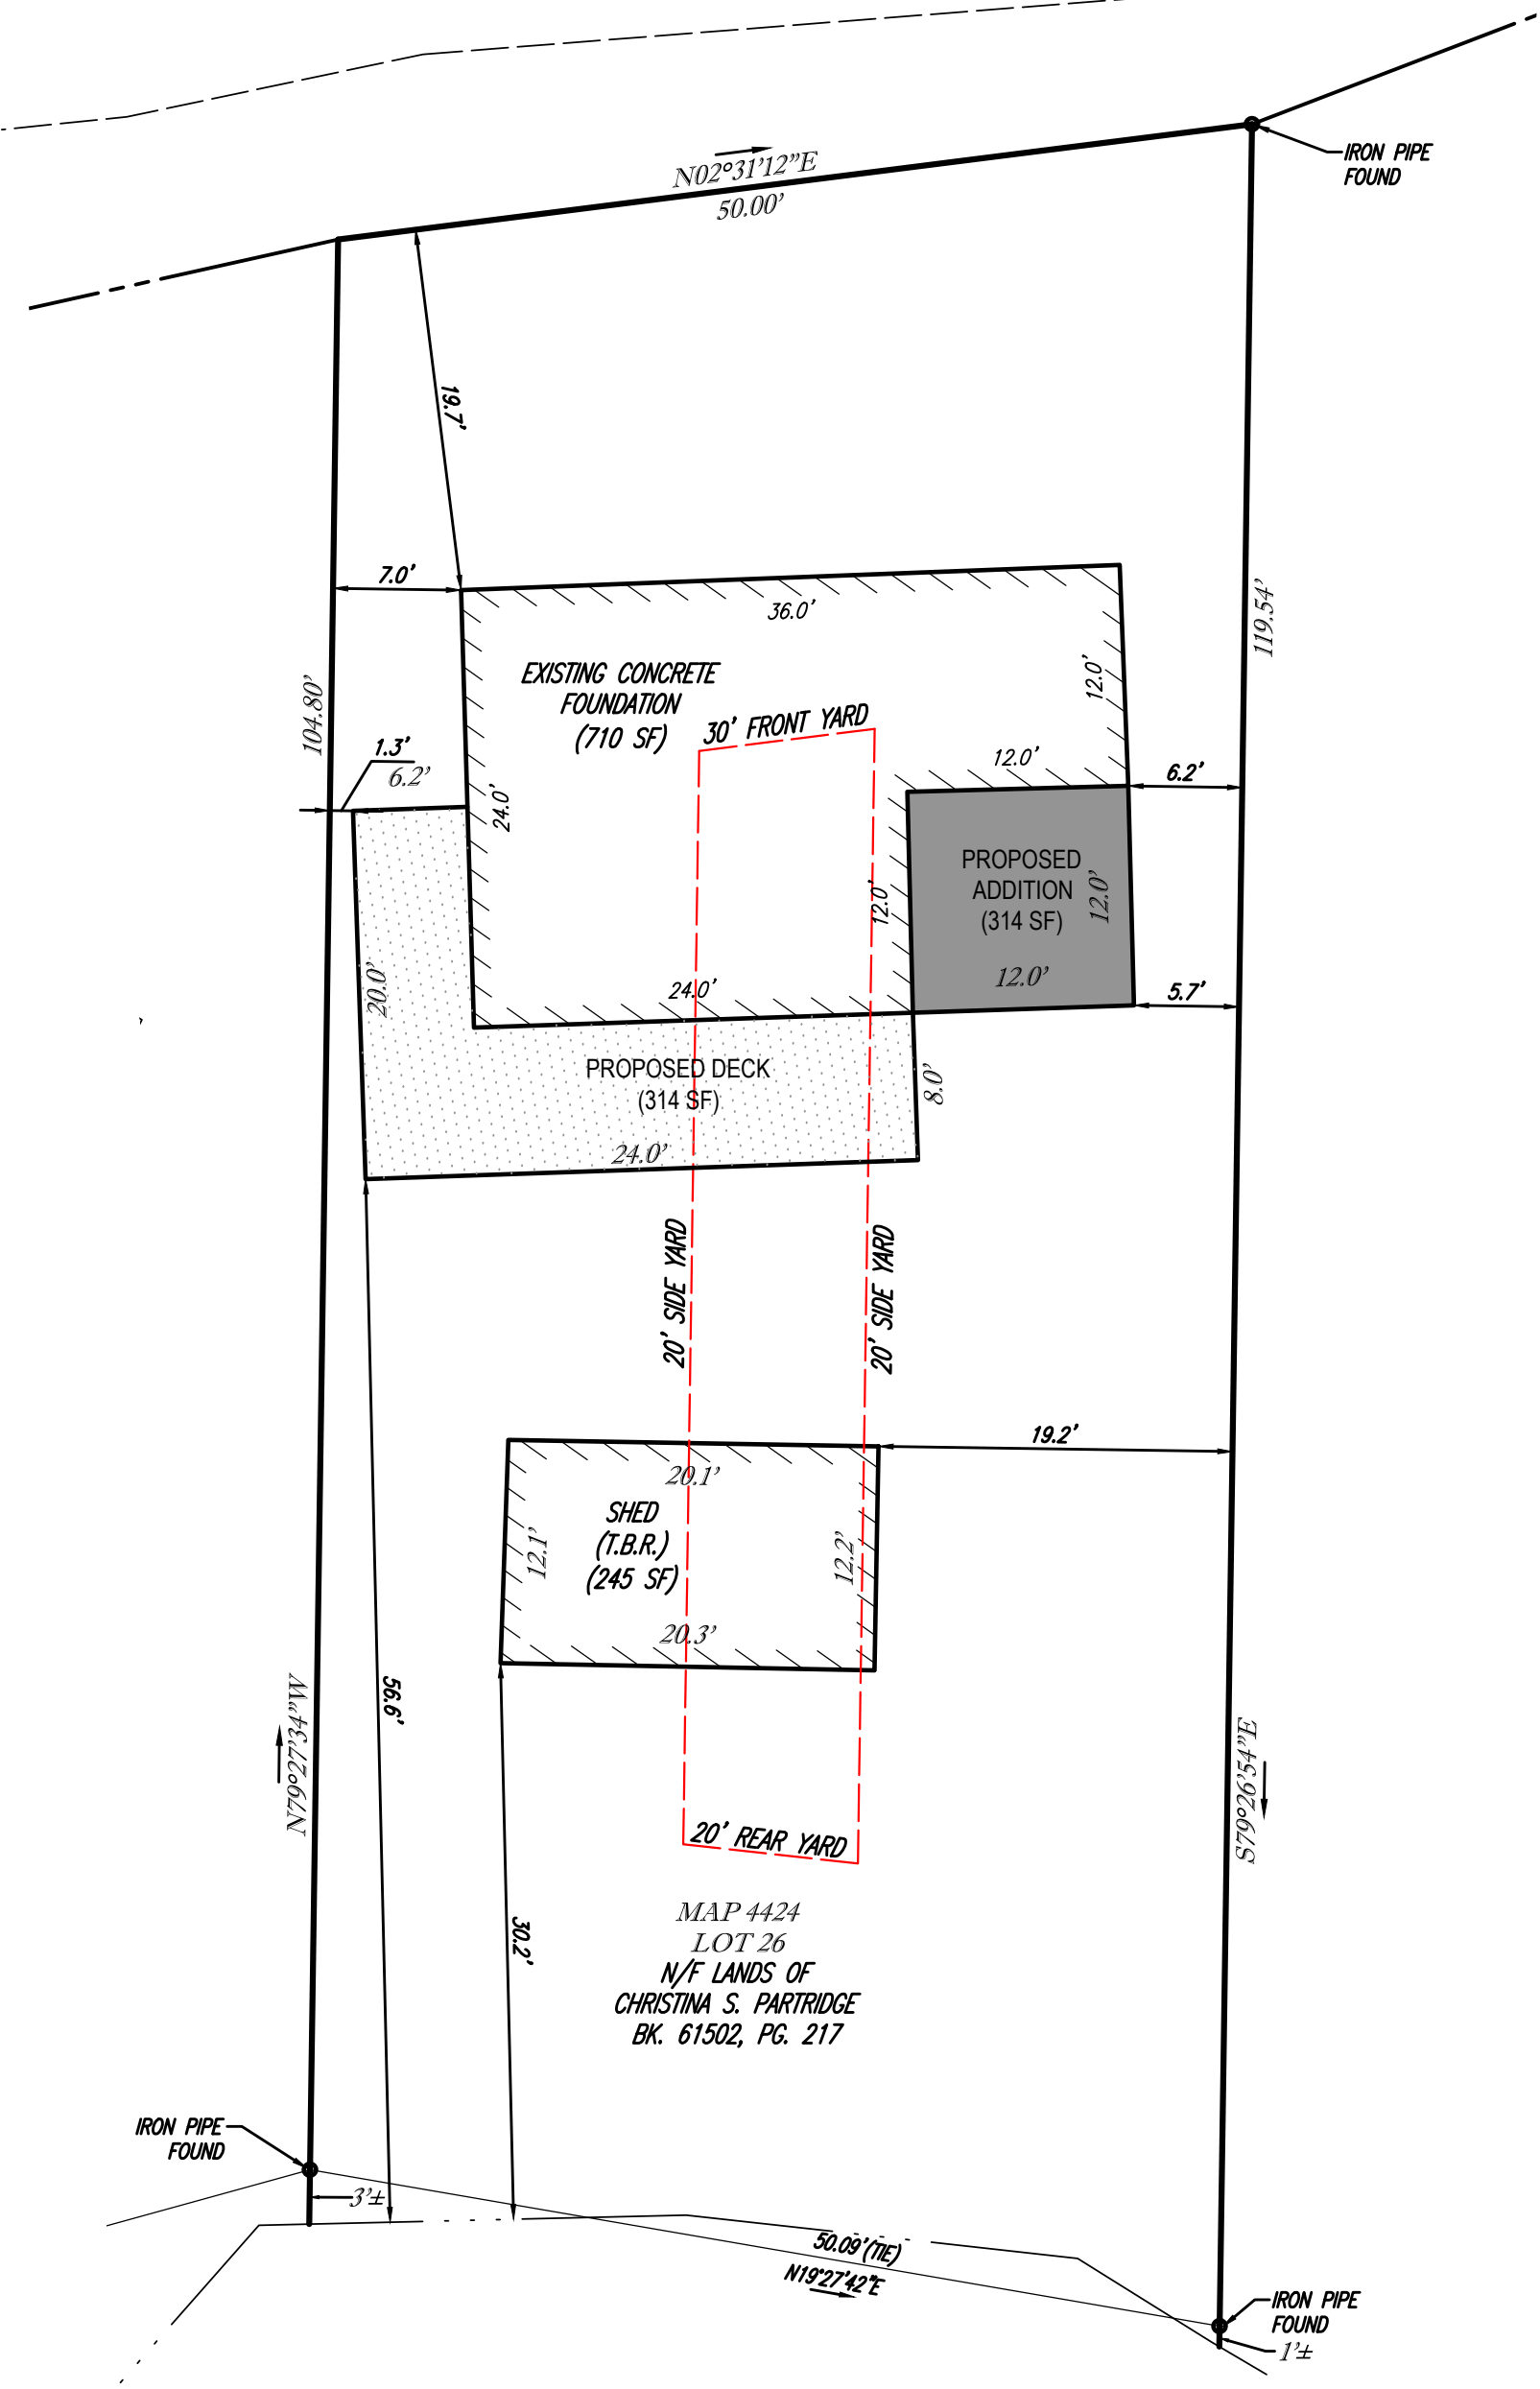 N02°31'12"E
50.00'
IRON PIPE
FOUND
19.7'
7.0'
36.0'
119.54'
12.0'
EXISTING CONCRETE
FOUNDATION
(710 SF)
104.80'
30' FRONT YARD
1.3'
6.2'
24.0'
12.0'
6.2'
PROPOSED
ADDITION
(314 SF)
12.0'
12.0'
12.0'
20.0'
24.0'
5.7'
PROPOSED DECK
(314 SF)
8.0'
24.0'
20' SIDE YARD
20' SIDE YARD
19.2'
20.1'
SHED
(T.B.R.)
(245 SF)
12.1'
12.2'
20.3'
56.6'
N79°27'34"W
S79°26'54"E
20' REAR YARD
30.2'
MAP 4424
LOT 26
N/F LANDS OF
CHRISTINA S. PARTRIDGE
BK. 61502, PG. 217
IRON PIPE
FOUND
3'±
50.09'(TIE)
N19°27'42"E
IRON PIPE
FOUND
1'±